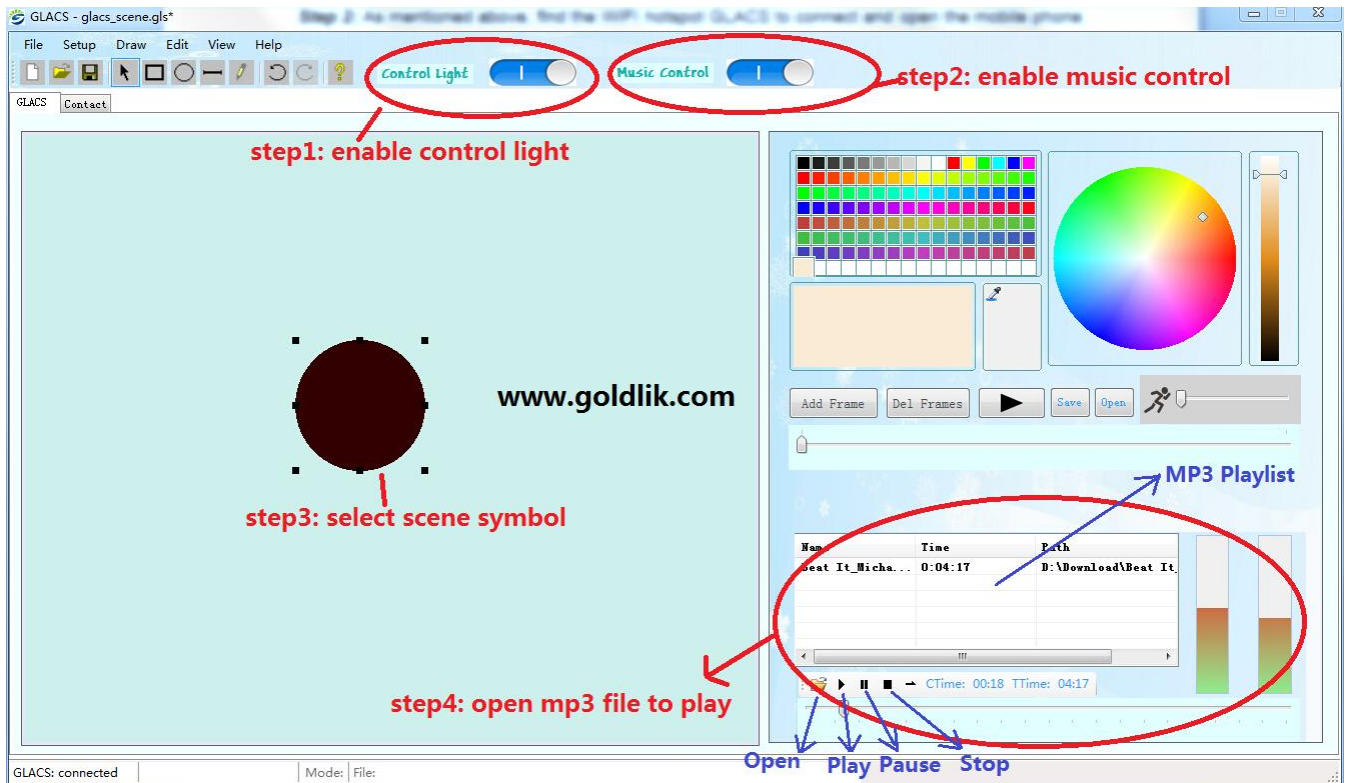 GLACS - glacs_scene.gls*
Step 2: As mentioned above, find the WIFI hotspot GLACS to connect and open the mobile phone
File Setup Draw Edit View Help
Control Light
Music Control
step2: enable music control
GLACS Contact
step1: enable control light
www.goldlik.com
Add Frame Del Frames Save Open
MP3 Playlist
step3: select scene symbol
Name Time Path
Beat It_Micha... 0:04:17 D:\Download\Beat It_
CTime: 00:18 TTime: 04:17
step4: open mp3 file to play
Open Play Pause Stop
GLACS: connected Mode: File: